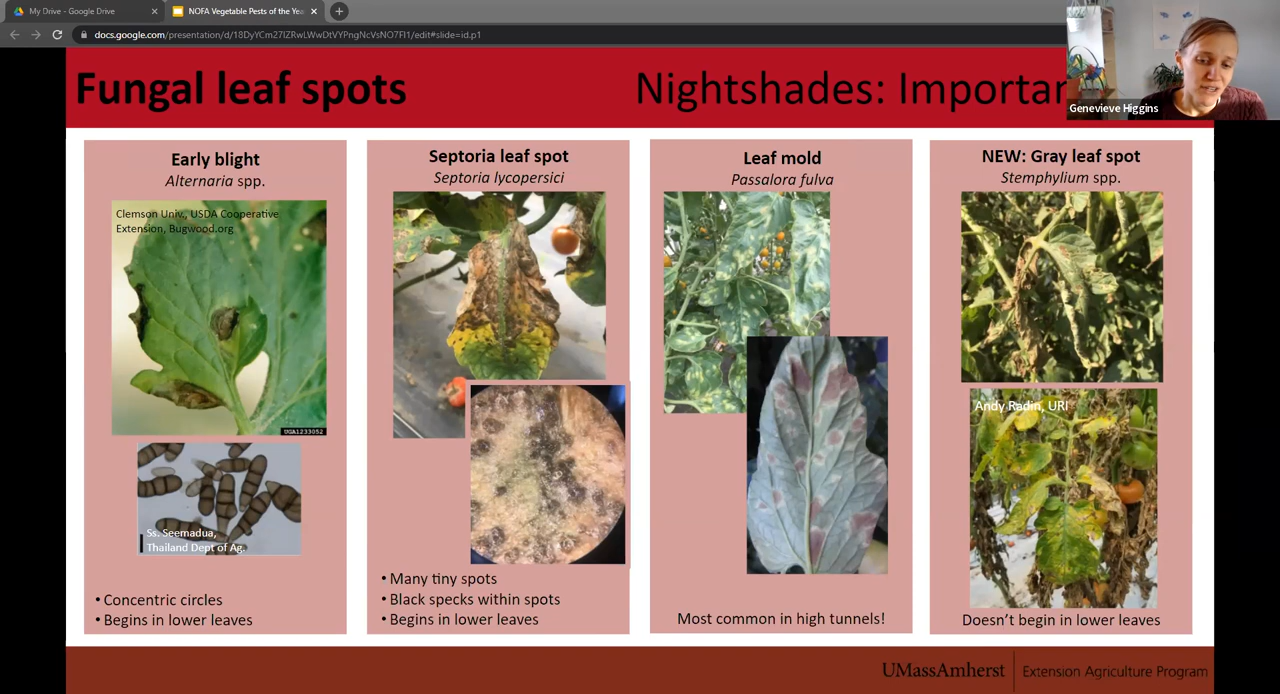 My Drive - Google Drive
NOFA Vegetable Pests of the Yea
docs.google.com/presentation/d/18DyYCm27IZRwLWwDtVYPngNcVsNO7FI1/edit#slide=id.p1
Genevieve Higgins
Fungal leaf spots
Nightshades: Importan
Early blight
Alternaria spp.
Clemson Univ., USDA Cooperative
Extension, Bugwood.org
UGA1233052
Ss. Seemadua,
Thailand Dept of Ag.
• Concentric circles
• Begins in lower leaves
Septoria leaf spot
Septoria lycopersici
• Many tiny spots
• Black specks within spots
• Begins in lower leaves
Leaf mold
Passalora fulva
Most common in high tunnels!
NEW: Gray leaf spot
Stemphylium spp.
Andy Radin, URI
Doesn't begin in lower leaves
UMassAmherst
Extension Agriculture Program